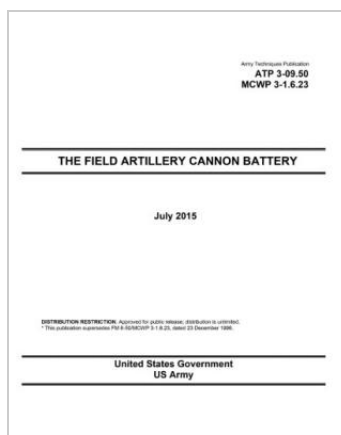 Army Techniques Publication
ATP 3-09.50
MCWP 3-1.6.23
THE FIELD ARTILLERY CANNON BATTERY
July 2015
DISTRIBUTION RESTRICTION: Approved for public release; distribution is unlimited.
* This publication supersedes FM 6-50/MCWP 3-1.6.23, dated 23 December 1996.
United States Government
US Army